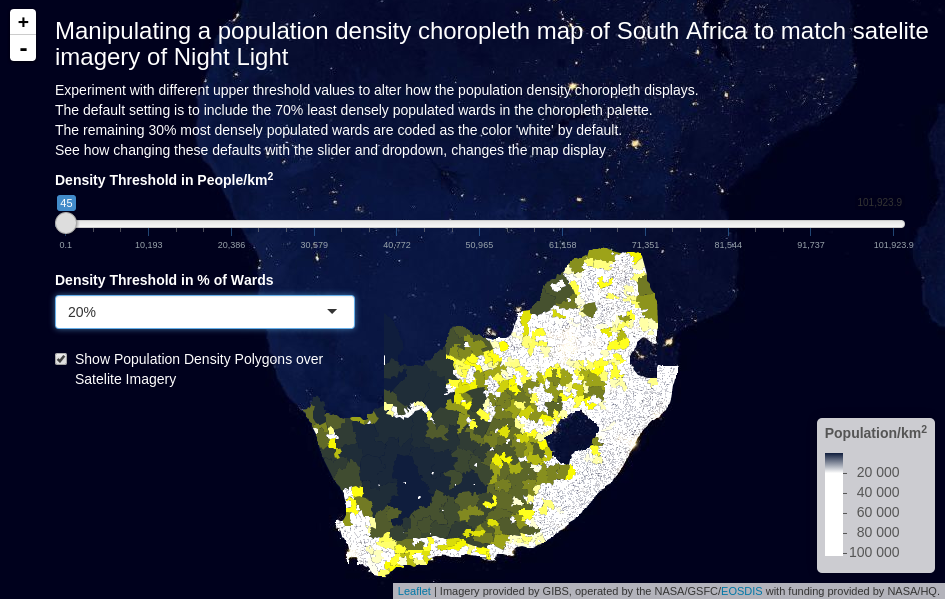 +
-
Manipulating a population density choropleth map of South Africa to match satelite
imagery of Night Light
Experiment with different upper threshold values to alter how the population density choropleth displays.
The default setting is to include the 70% least densely populated wards in the choropleth palette.
The remaining 30% most densely populated wards are coded as the color 'white' by default.
See how changing these defaults with the slider and dropdown, changes the map display
Density Threshold in People/km²
45 101,923.9
0.1 10,193 20,386 30,579 40,772 50,965 61,158 71,351 81,544 91,737 101,923.9
Density Threshold in % of Wards
20%
Show Population Density Polygons over
Satelite Imagery
Population/km²
20 000
40 000
60 000
80 000
100 000
Leaflet | Imagery provided by GIBS, operated by the NASA/GSFC/EOSDIS with funding provided by NASA/HQ.